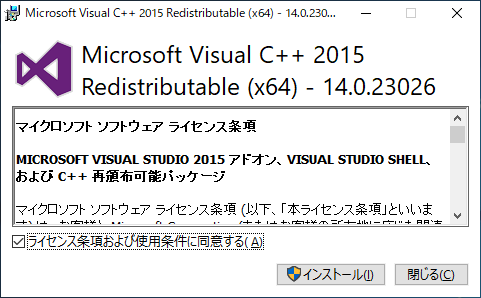 Microsoft Visual C++ 2015 Redistributable (x64) - 14.0.230...
Microsoft Visual C++ 2015
Redistributable (x64) - 14.0.23026
マイクロソフト ソフトウェア ライセンス条項
MICROSOFT VISUAL STUDIO 2015 アドオン、VISUAL STUDIO SHELL、
および C++ 再頒布可能パッケージ
マイクロソフト ソフトウェア ライセンス条項 (以下、「本ライセンス条項」といいま
ライセンス条項および使用条件に同意する(A)
インストール(I)
閉じる(C)